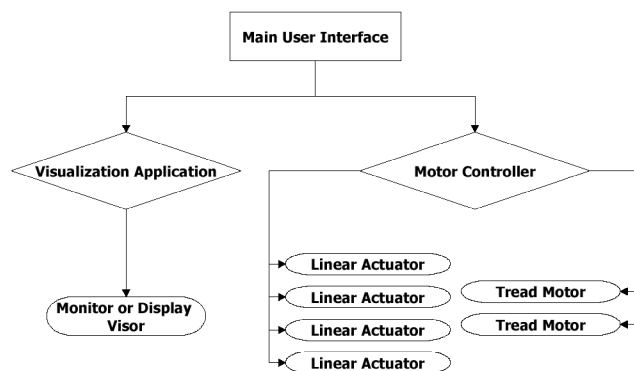 Main User Interface
Visualization Application
Motor Controller
Monitor or Display
Visor
Linear Actuator
Linear Actuator
Linear Actuator
Linear Actuator
Tread Motor
Tread Motor